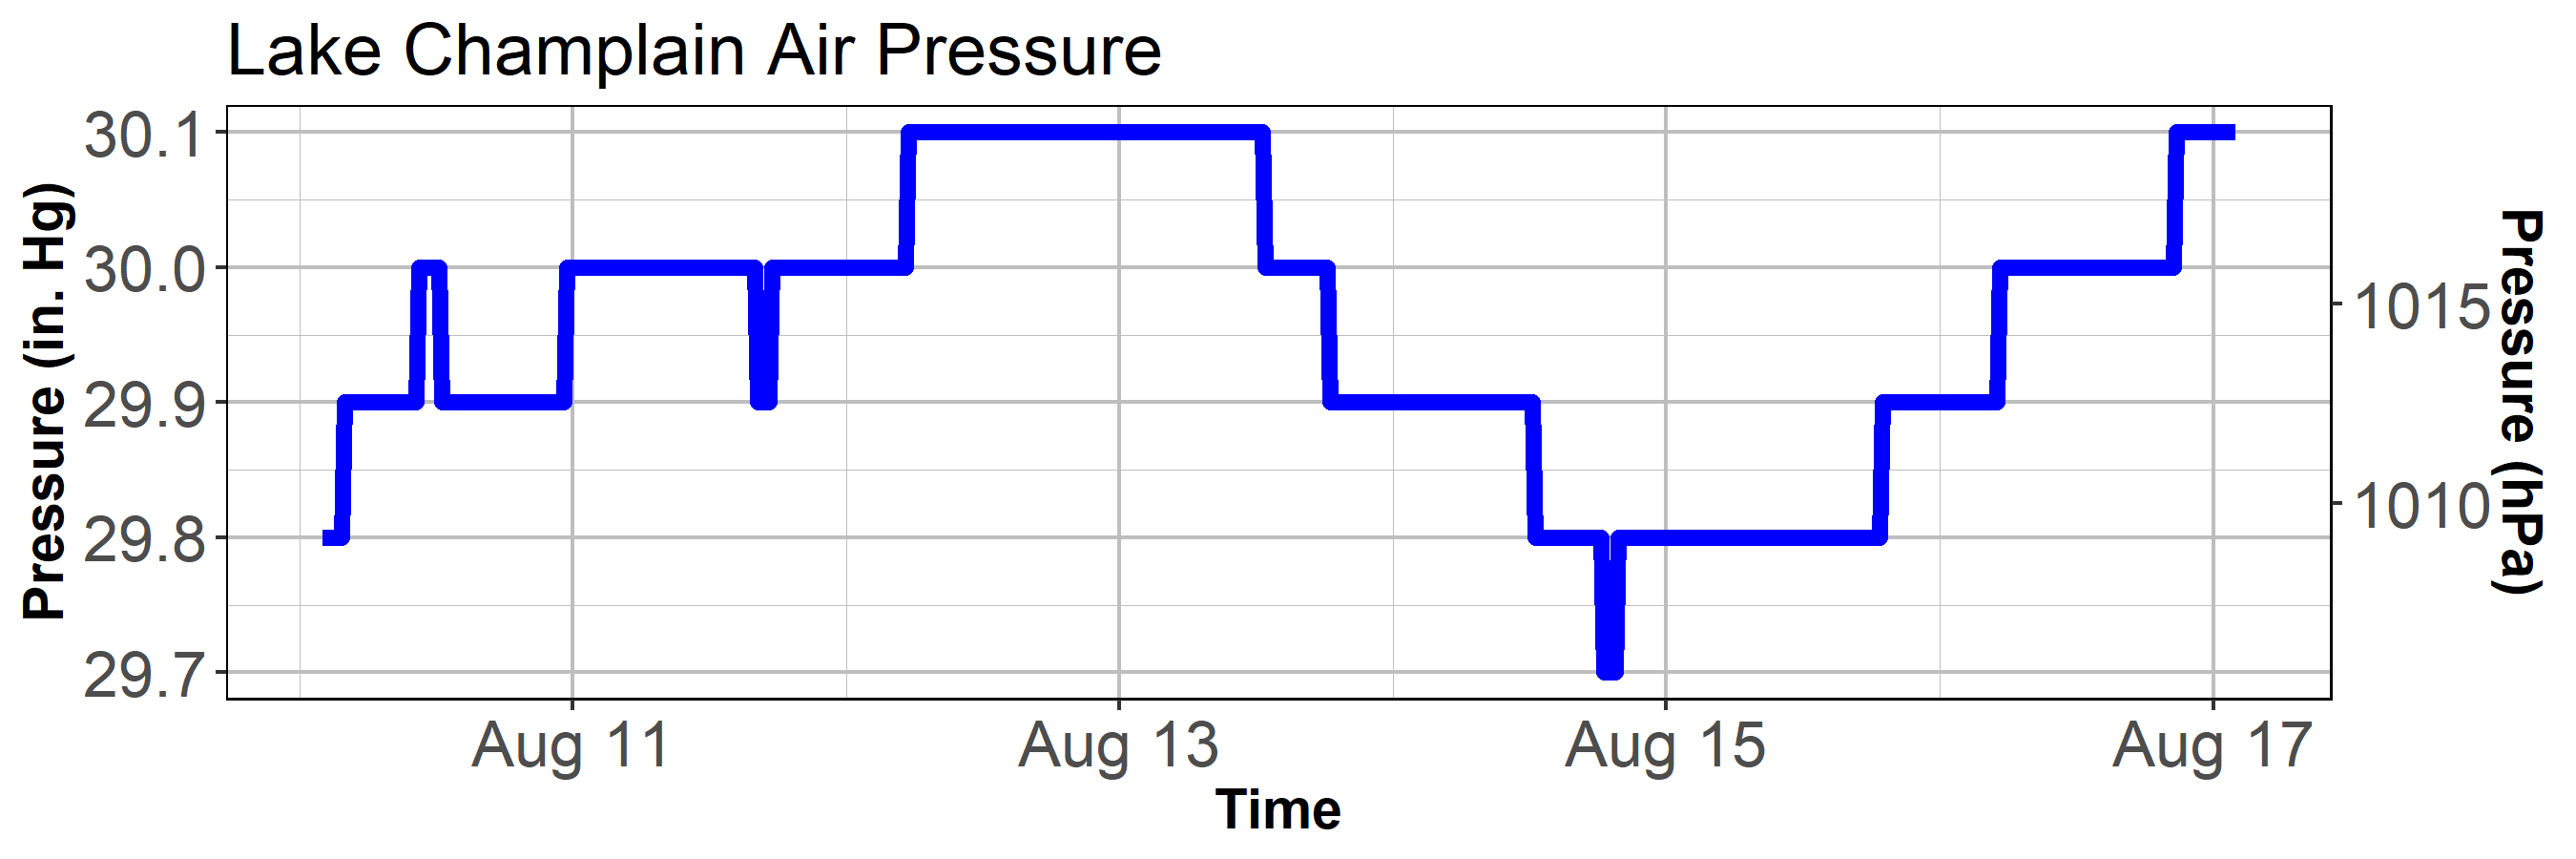 Lake Champlain Air Pressure
Pressure (in. Hg)
30.1
30.0
29.9
29.8
29.7
1015
1010
Pressure (hPa)
Aug 11
Aug 13
Aug 15
Aug 17
Time